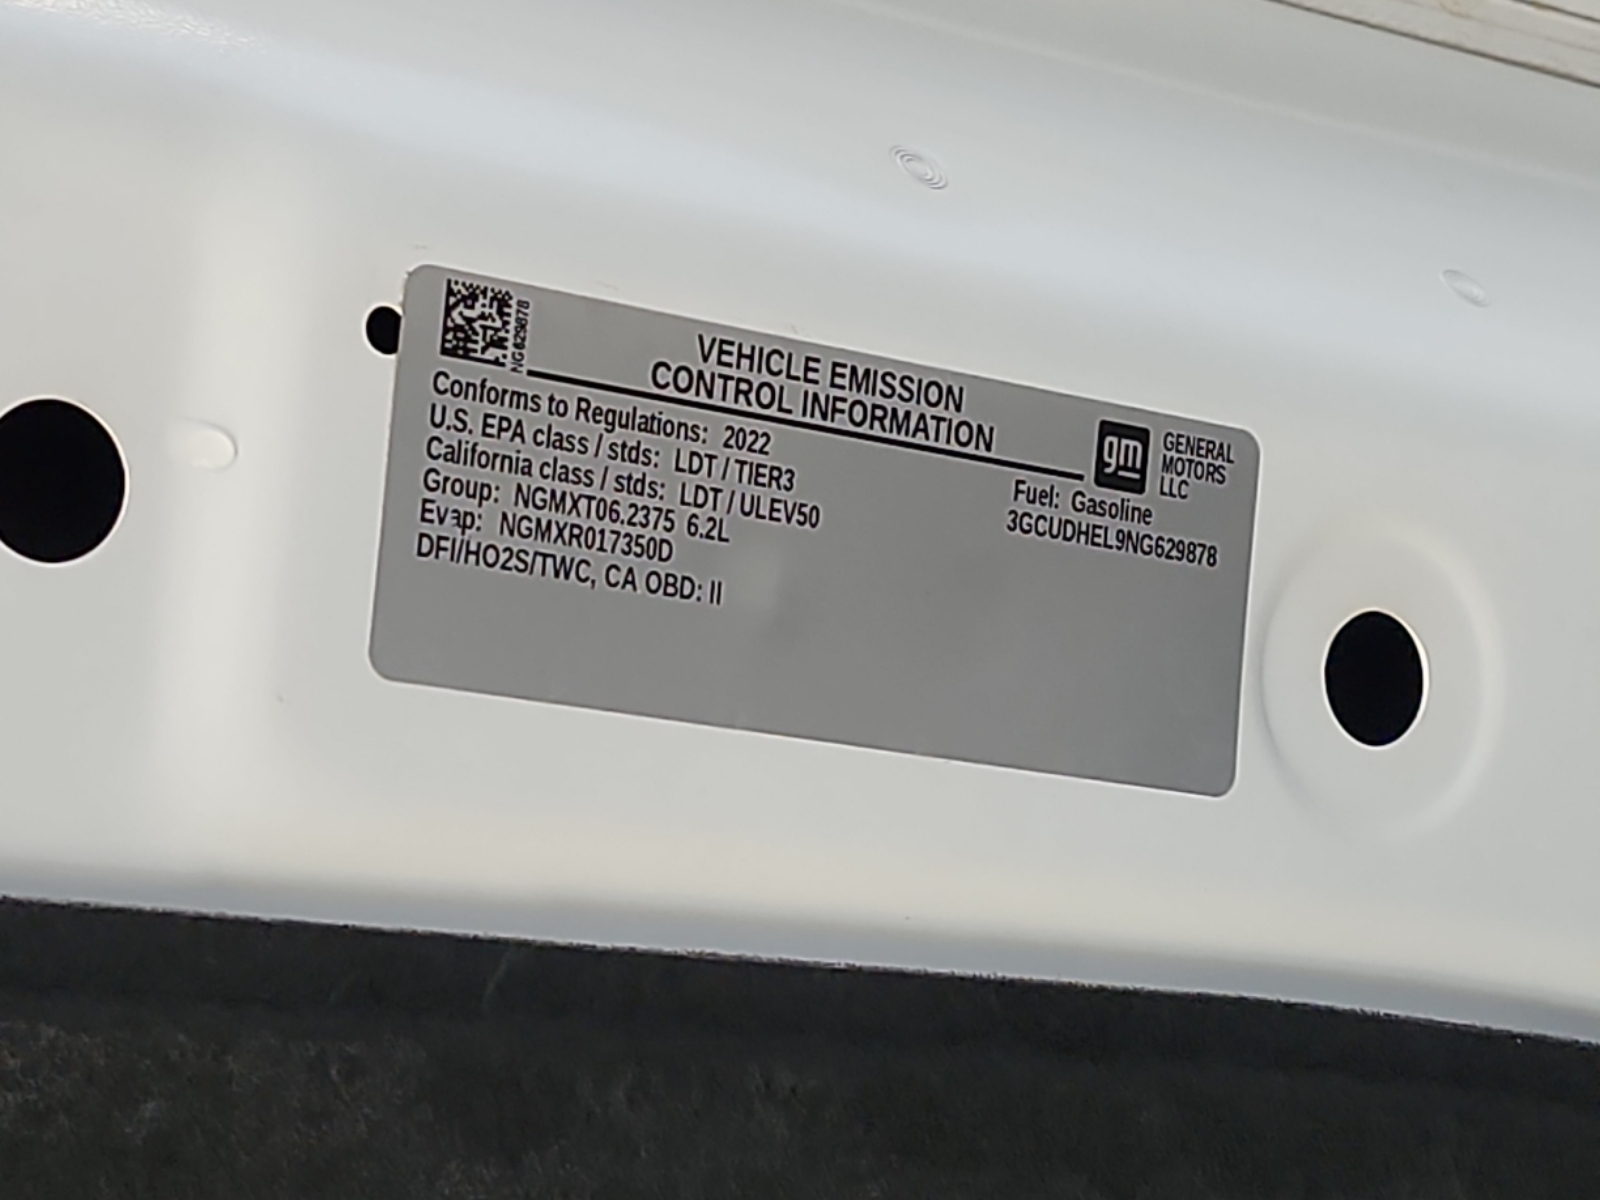 NG629878
VEHICLE EMISSION
CONTROL INFORMATION
gm
GENERAL
MOTORS
LLC
Conforms to Regulations: 2022
U.S. EPA class / stds: LDT / TIER3
California class / stds: LDT / ULEV50
Group: NGMXT06.2375 6.2L
Evap: NGMXR017350D
DFI/HO2S/TWC, CA OBD: II
Fuel: Gasoline
3GCUDHEL9NG629878